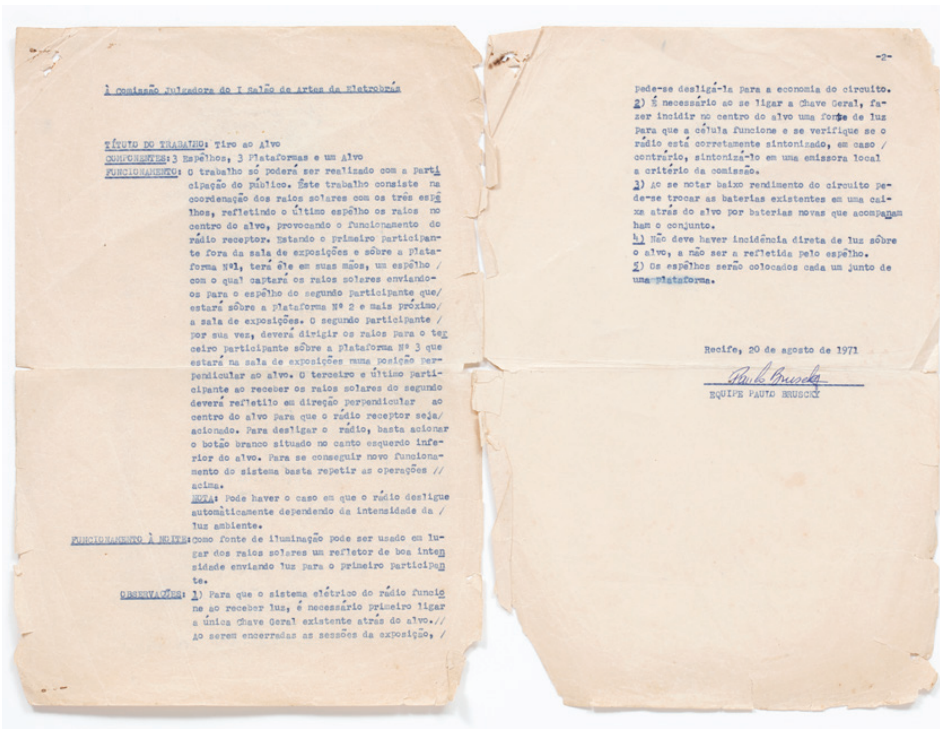 À Comissão Julgadora do I Salão de Artes da Eletrobrás
TÍTULO DO TRABALHO: Tiro ao Alvo
COMPONENTES: 3 Espêlhos, 3 Plataformas e um Alvo
FUNCIONAMENTO: O trabalho só poderá ser realizado com a parti
cipação do público. Êste trabalho consiste na
coordenação dos raios solares com os três espê
lhos, refletindo o último espêlho os raios no
centro do alvo, provocando o funcionamento do
rádio receptor. Estando o primeiro participan-
te fora da sala de exposições e sôbre a plata-
forma Nº1, terá êle em suas mãos, um espêlho /
com o qual captará os raios solares enviando-
os para o espêlho do segundo participante que/
estará sôbre a plataforma Nº 2 e mais próximo/
a sala de exposições. O segundo participante /
por sua vez, deverá dirigir os raios para o ter
ceiro participante sôbre a plataforma Nº 3 que
estará na sala de exposições numa posição per-
pendicular ao alvo. O terceiro e último parti-
cipante ao receber os raios solares do segundo
deverá refletilo em direção perpendicular ao
centro do alvo para que o rádio receptor seja/
acionado. Para desligar o rádio, basta acionar
o botão branco situado no canto esquerdo infe-
rior do alvo. Para se conseguir novo funciona-
mento do sistema basta repetir as operações //
acima.
NOTA: Pode haver o caso em que o rádio desligue
automàticamente dependendo da intensidade da /
luz ambiente.
FUNCIONAMENTO À NOITE: Como fonte de iluminação pode ser usado em lu-
gar dos raios solares um refletor de boa inten
sidade enviando luz para o primeiro participan
te.
OBSERVAÇÕES: 1) Para que o sistema elétrico do rádio funcio
ne ao receber luz, é necessário primeiro ligar
a única Chave Geral existente atrás do alvo.//
Ao serem encerradas as sessões da exposição, /
-2-
pede-se desligá-la para a economia do circuito.
2) É necessário ao se ligar a Chave Geral, fa-
zer incidir no centro do alvo uma fonte de luz
para que a célula funcione e se verifique se o
rádio está corretamente sintonizado, em caso /
contrário, sintonizá-lo em uma emissora local
a critério da comissão.
3) Ao se notar baixo rendimento do circuito pe-
de-se trocar as baterias existentes em uma cai-
xa atrás do alvo por baterias novas que acompanam
ham o conjunto.
4) Não deve haver incidência direta de luz sôbre
o alvo, a não ser a refletida pelo espêlho.
5) Os espêlhos serão colocados cada um junto de
uma plataforma.
Recife, 20 de agosto de 1971
Paulo Bruscky
EQUIPE PAULO BRUSCKY